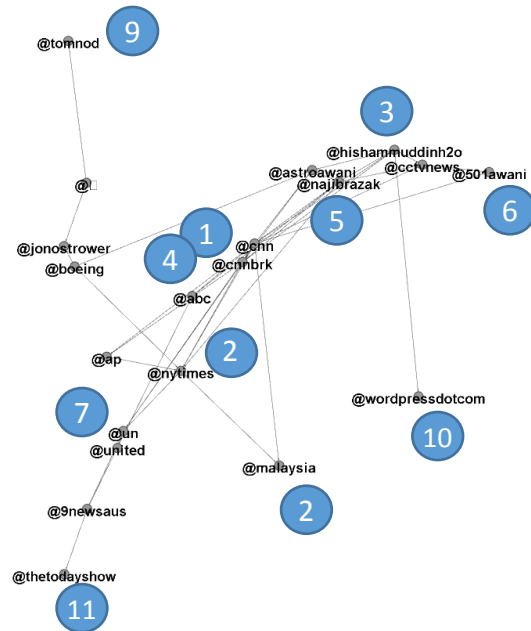 9
@tomnod
3
@hishammuddinh2o
@cctvnews
@astroawani
@501awani
@najibrazak
@
6
5
1
@jonostrower
@cnn
4
@boeing
@cnnbrk
@abc
2
@ap
@nytimes
@wordpressdotcom
7
@un
10
@united
@malaysia
2
@9newsaus
@thetodayshow
11